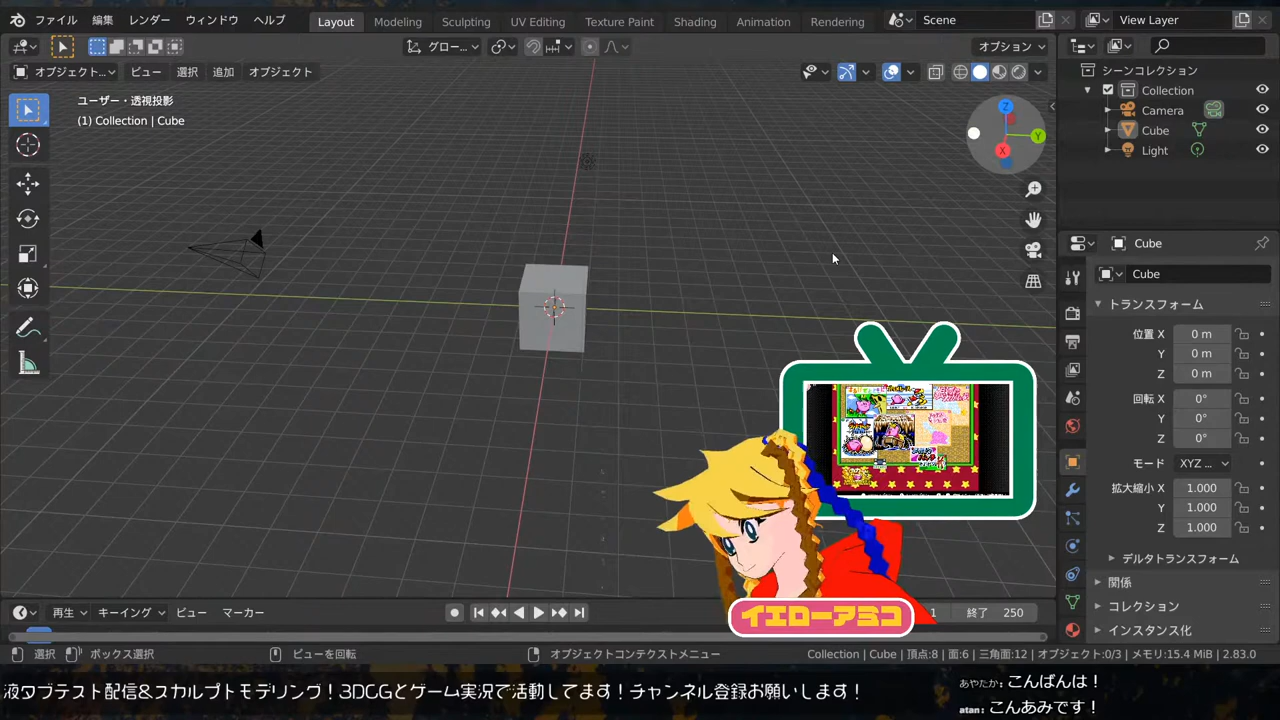 ファイル 編集 レンダー ウィンドウ ヘルプ Layout Modeling Sculpting UV Editing Texture Paint Shading Animation Rendering Scene View Layer
グロー... オプション
オブジェクト... ビュー 選択 追加 オブジェクト
シーンコレクション
Collection
Camera
Cube
Light
ユーザー・透視投影
(1) Collection | Cube
Z
Y
X
Cube
Cube
トランスフォーム
位置 X 0 m
Y 0 m
Z 0 m
回転 X 0°
Y 0°
Z 0°
モード XYZ ...
拡大縮小 X 1.000
Y 1.000
Z 1.000
デルタトランスフォーム
関係
コレクション
インスタンス化
イエローアミコ
再生 キーイング ビュー マーカー 1 終了 250
選択 ボックス選択 ビューを回転 オブジェクトコンテクストメニュー Collection | Cube | 頂点:8 | 面:6 | 三角面:12 | オブジェクト:0/3 | メモリ:15.4 MiB | 2.83.0
液タブテスト配信&スカルプトモデリング!3DCGとゲーム実況で活動してます!チャンネル登録お願いします!
あやたか: こんばんは!
atan: こんあみです!